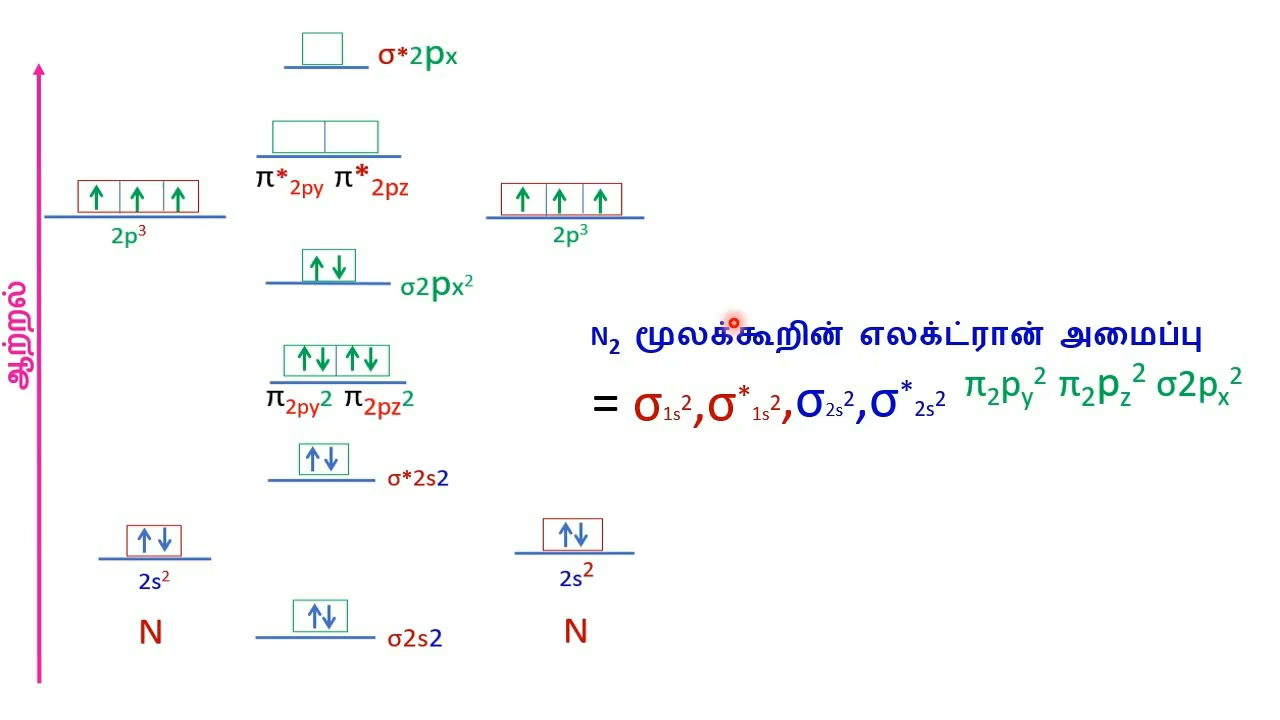 σ*2px
π*2py π*2pz
2p³
2p³
σ2px²
ஆற்றல்
N₂ மூலக்கூறின் எலக்ட்ரான் அமைப்பு
π2py2 π2pz2
= σ1s²,σ*1s²,σ2s²,σ*2s² π2py² π2pz² σ2px²
σ*2s2
2s²
2s²
N
N
σ2s2